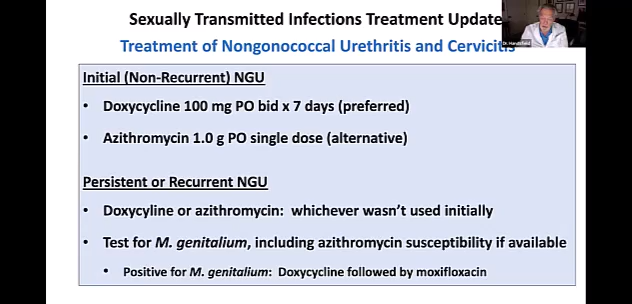 Sexually Transmitted Infections Treatment Update
Treatment of Nongonococcal Urethritis and Cervicitis
Initial (Non-Recurrent) NGU
• Doxycycline 100 mg PO bid x 7 days (preferred)
• Azithromycin 1.0 g PO single dose (alternative)
Persistent or Recurrent NGU
• Doxycyline or azithromycin: whichever wasn't used initially
• Test for M. genitalium, including azithromycin susceptibility if available
• Positive for M. genitalium: Doxycycline followed by moxifloxacin